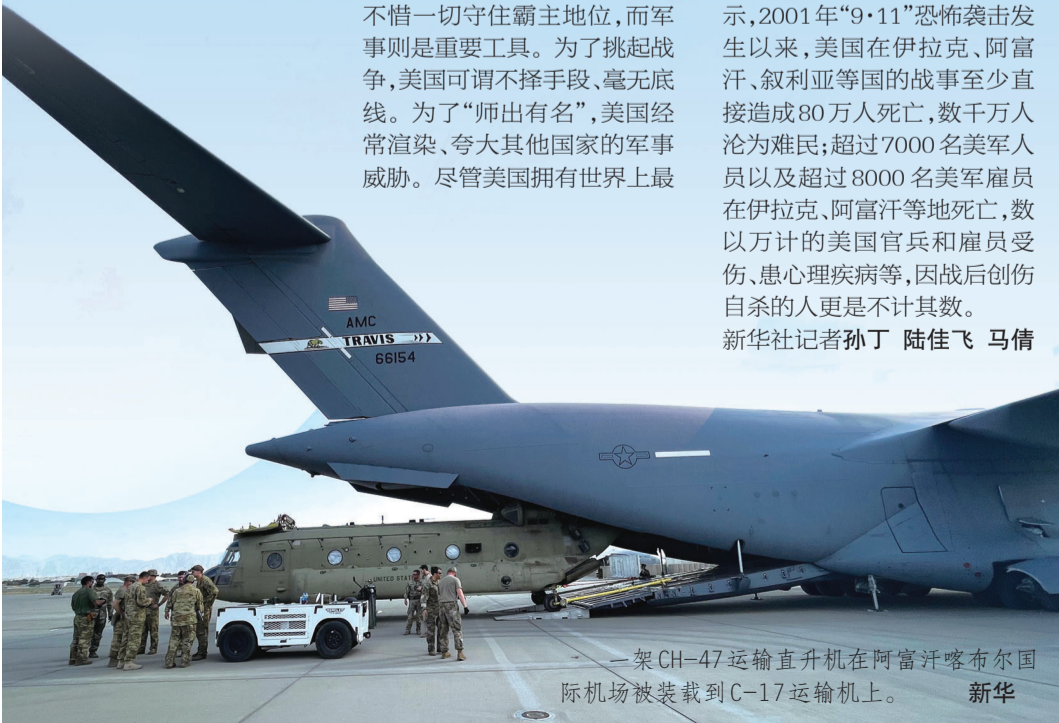 不惜一切守住霸主地位,而军
事则是重要工具。为了挑起战
争,美国可谓不择手段、毫无底
线。为了“师出有名”,美国经
常渲染、夸大其他国家的军事
威胁。尽管美国拥有世界上最
示,2001年“9·11”恐怖袭击发
生以来,美国在伊拉克、阿富
汗、叙利亚等国的战事至少直
接造成80万人死亡,数千万人
沦为难民;超过7000名美军人
员以及超过8000名美军雇员
在伊拉克、阿富汗等地死亡,数
以万计的美国官兵和雇员受
伤、患心理疾病等,因战后创伤
自杀的人更是不计其数。
新华社记者孙丁 陆佳飞 马倩
AMC
TRAVIS
66154
UNITED STATES
一架CH-47运输直升机在阿富汗喀布尔国
际机场被装载到C-17运输机上。 新华